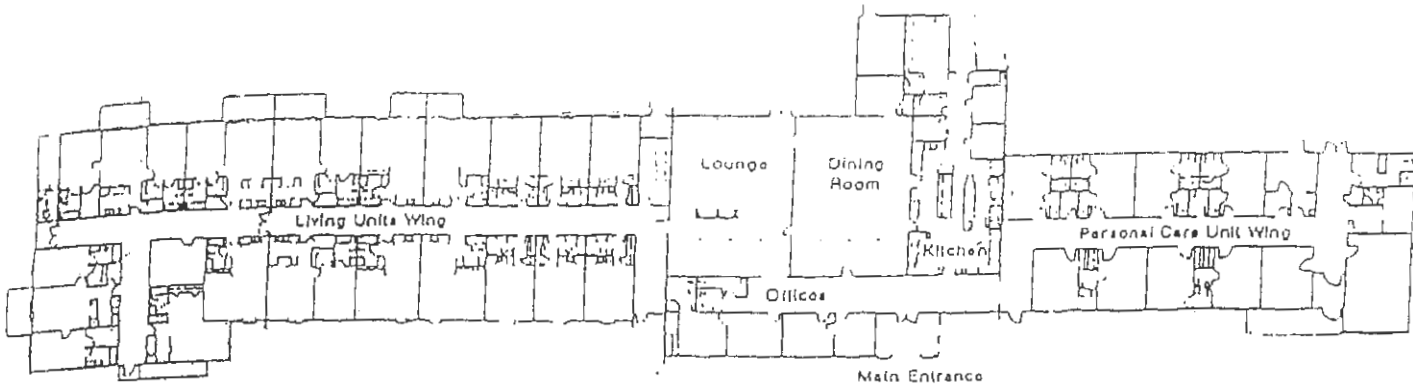 Lounge
Dining
Room
Living Units Wing
Personal Care Unit Wing
Kitchen
Offices
Main Entrance